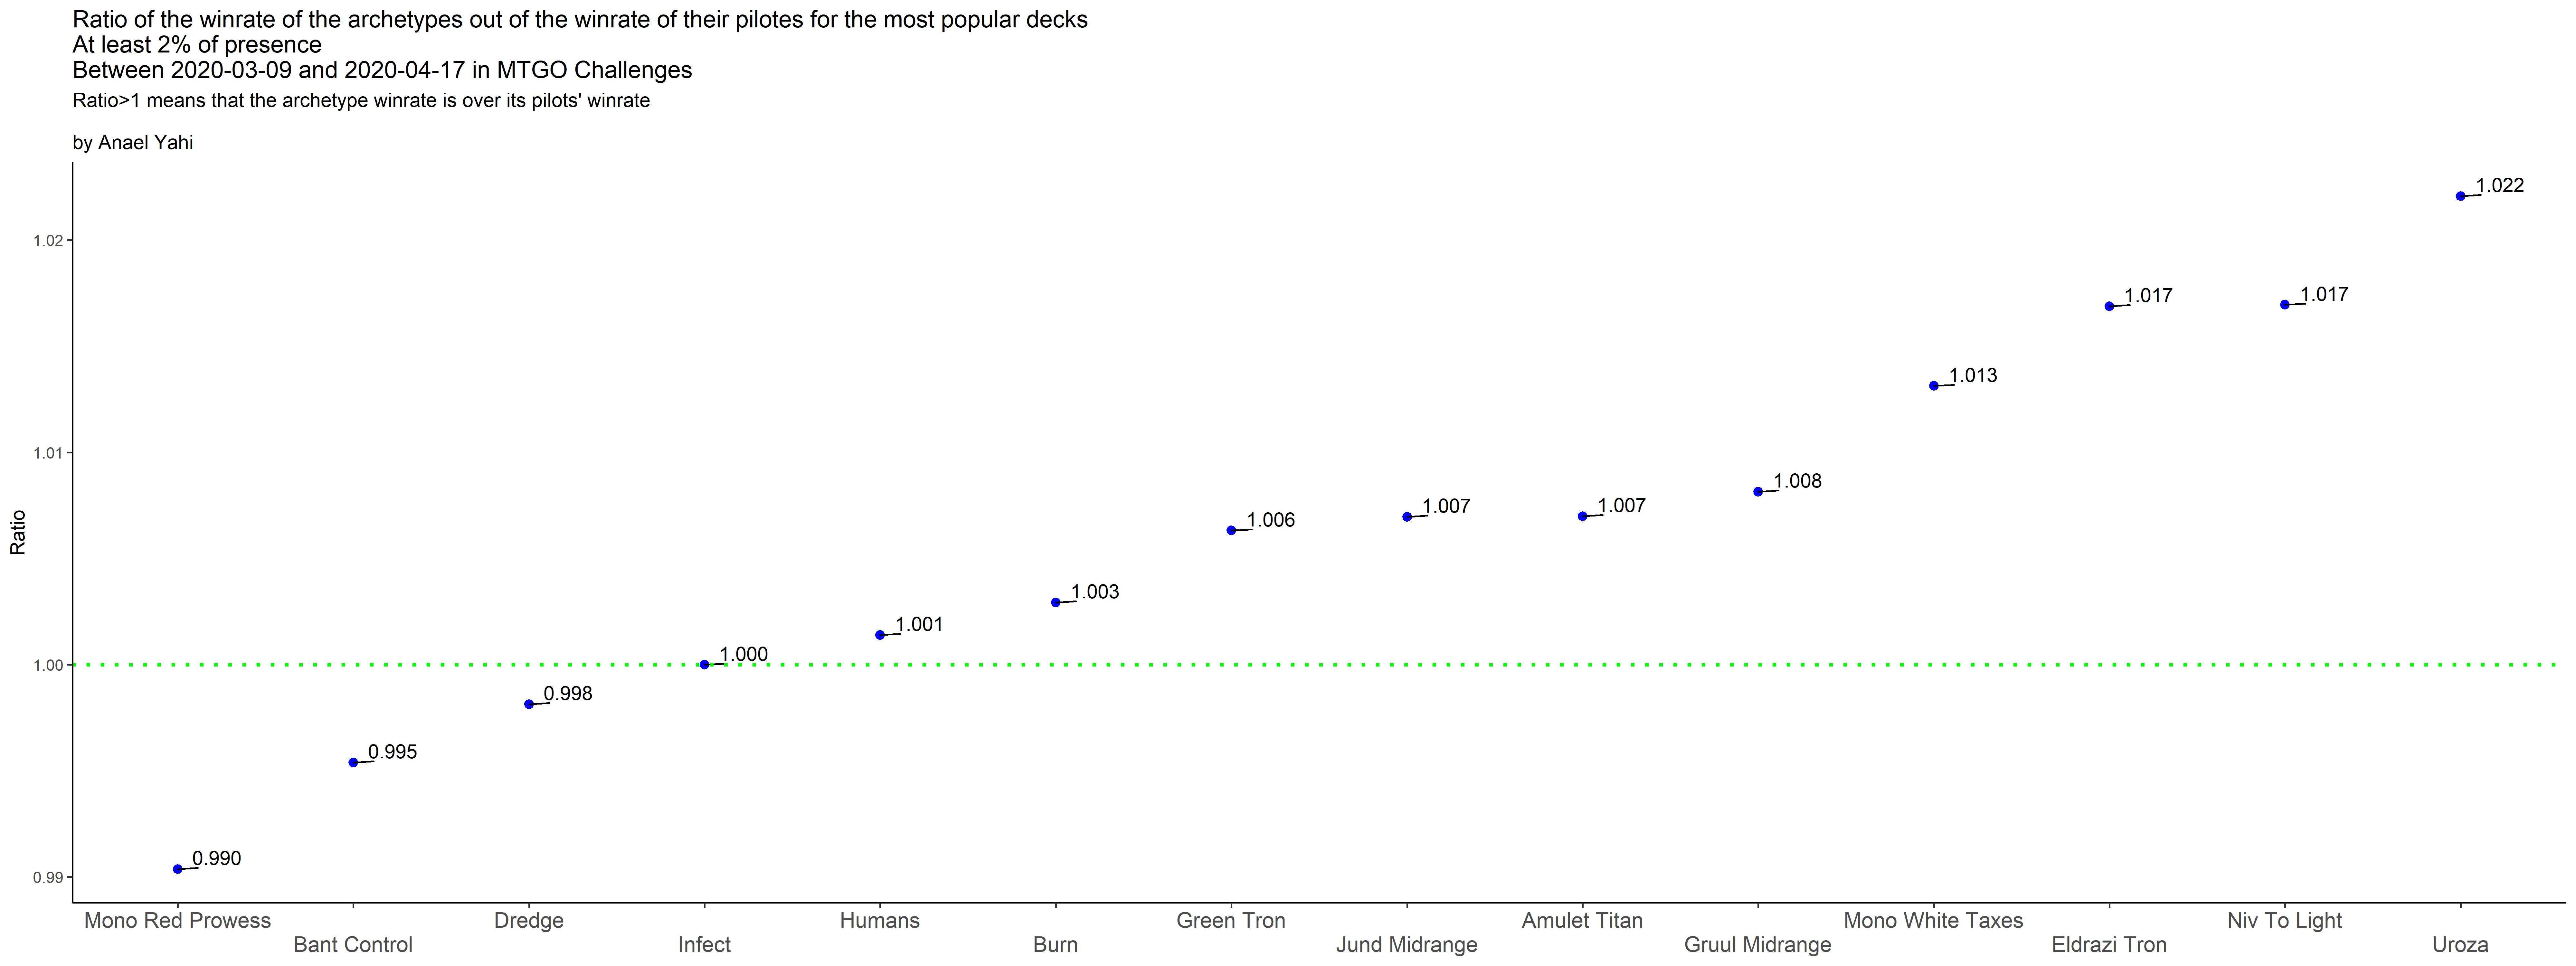 Ratio of the winrate of the archetypes out of the winrate of their pilotes for the most popular decks
At least 2% of presence
Between 2020-03-09 and 2020-04-17 in MTGO Challenges
Ratio>1 means that the archetype winrate is over its pilots' winrate
by Anael Yahi
1.022
1.02
1.017
1.017
1.013
1.01
1.008
1.007
1.007
1.006
Ratio
1.003
1.001
1.000
1.00
0.998
0.995
0.990
0.99
Mono Red Prowess
Bant Control
Dredge
Infect
Humans
Burn
Green Tron
Jund Midrange
Amulet Titan
Gruul Midrange
Mono White Taxes
Eldrazi Tron
Niv To Light
Uroza